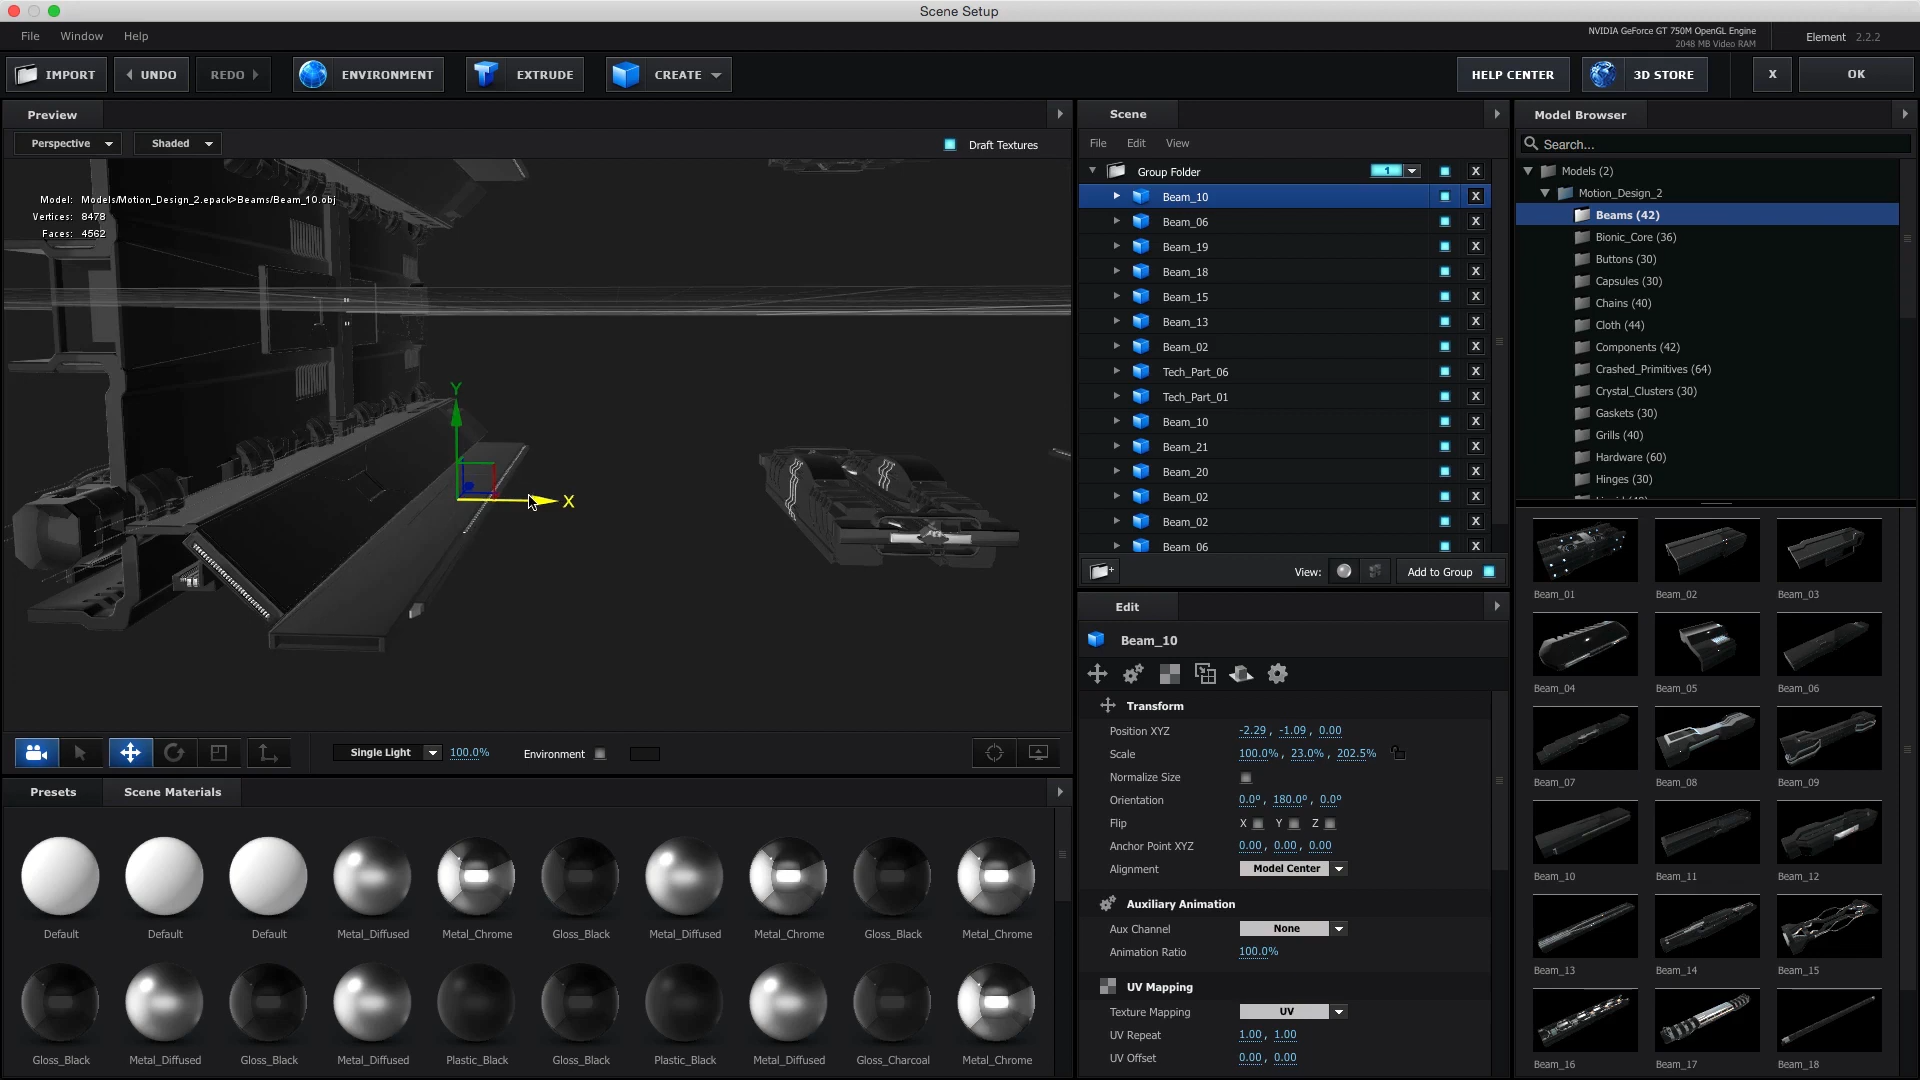 Scene Setup
File Window Help
NVIDIA GeForce GT 750M OpenGL Engine
2048 MB Video RAM
Element 2.2.2
IMPORT UNDO REDO ENVIRONMENT EXTRUDE CREATE HELP CENTER 3D STORE X OK
Preview
Perspective Shaded Draft Textures
Model: Models/Motion_Design_2.epack>Beams/Beam_10.obj
Vertices: 8478
Faces: 4562
Y
X
Single Light 100.0% Environment
Presets Scene Materials
Default Default Default Metal_Diffused Metal_Chrome Gloss_Black Metal_Diffused Metal_Chrome Gloss_Black Metal_Chrome
Gloss_Black Metal_Diffused Gloss_Black Metal_Diffused Plastic_Black Gloss_Black Plastic_Black Metal_Diffused Gloss_Charcoal Metal_Chrome
Scene
File Edit View
Group Folder 1 X
Beam_10 X
Beam_06 X
Beam_19 X
Beam_18 X
Beam_15 X
Beam_13 X
Beam_02 X
Tech_Part_06 X
Tech_Part_01 X
Beam_10 X
Beam_21 X
Beam_20 X
Beam_02 X
Beam_02 X
Beam_06 X
View: Add to Group
Edit
Beam_10
Transform
Position XYZ -2.29, -1.09, 0.00
Scale 100.0%, 23.0%, 202.5%
Normalize Size
Orientation 0.0°, 180.0°, 0.0°
Flip X Y Z
Anchor Point XYZ 0.00, 0.00, 0.00
Alignment Model Center
Auxiliary Animation
Aux Channel None
Animation Ratio 100.0%
UV Mapping
Texture Mapping UV
UV Repeat 1.00, 1.00
UV Offset 0.00, 0.00
Model Browser
Search...
Models (2)
Motion_Design_2
Beams (42)
Bionic_Core (36)
Buttons (30)
Capsules (30)
Chains (40)
Cloth (44)
Components (42)
Crashed_Primitives (64)
Crystal_Clusters (30)
Gaskets (30)
Grills (40)
Hardware (60)
Hinges (30)
Beam_01 Beam_02 Beam_03
Beam_04 Beam_05 Beam_06
Beam_07 Beam_08 Beam_09
Beam_10 Beam_11 Beam_12
Beam_13 Beam_14 Beam_15
Beam_16 Beam_17 Beam_18